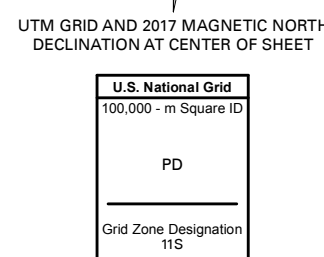 UTM GRID AND 2017 MAGNETIC NORTH
DECLINATION AT CENTER OF SHEET
U.S. National Grid
100,000 - m Square ID
PD
Grid Zone Designation
11S